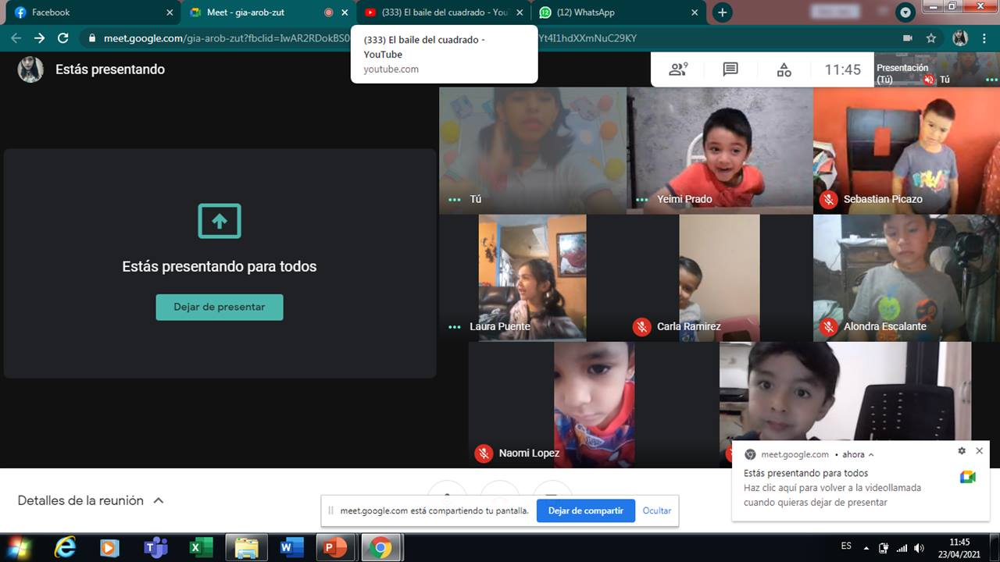 Facebook
Meet - gia-arob-zut
(333) El baile del cuadrado - You
(12) WhatsApp
meet.google.com/gia-arob-zut?fbclid=IwAR2RDokBS0
Yt4I1hdXXmNuC29KY
(333) El baile del cuadrado -
YouTube
youtube.com
Estás presentando
9
11:45
Presentación
(Tú)
Tú
Tú
Yeimi Prado
Sebastian Picazo
Estás presentando para todos
Dejar de presentar
Laura Puente
Carla Ramirez
Alondra Escalante
Naomi Lopez
meet.google.com • ahora
Estás presentando para todos
Haz clic aquí para volver a la videollamada
cuando quieras dejar de presentar
Detalles de la reunión
meet.google.com está compartiendo tu pantalla.
Dejar de compartir
Ocultar
ES
11:45
23/04/2021